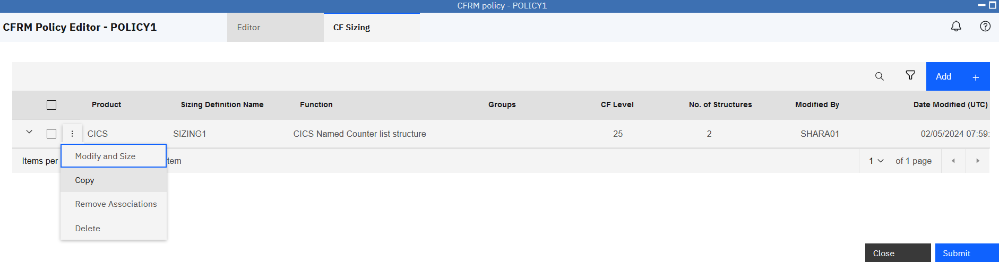 CFRM policy - POLICY1
CFRM Policy Editor - POLICY1 Editor CF Sizing
Add +
Product Sizing Definition Name Function Groups CF Level No. of Structures Modified By Date Modified (UTC)
CICS SIZING1 CICS Named Counter list structure 25 2 SHARA01 02/05/2024 07:59:
Modify and Size
Items per tem 1 of 1 page
Copy
Remove Associations
Delete
Close Submit